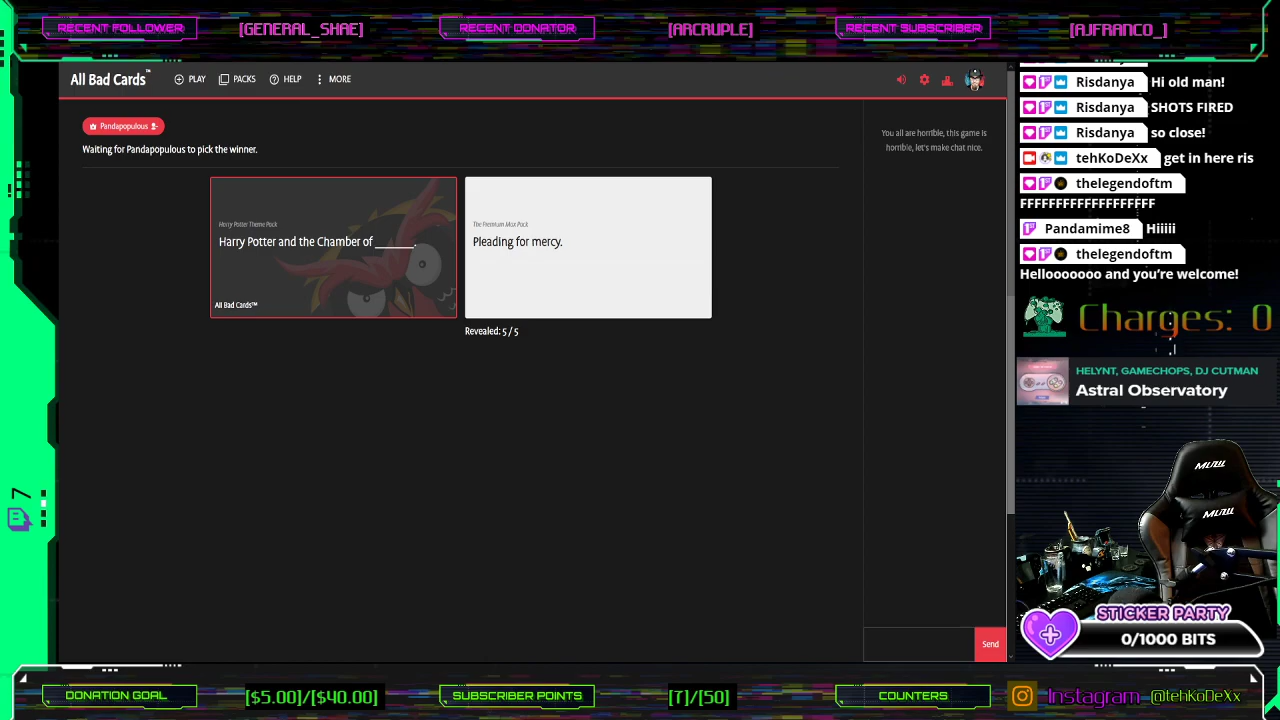 RECENT FOLLOWER
[GENERAL_SHAE]
RECENT DONATOR
[ARCRUPLE]
RECENT SUBSCRIBER
[AJFRANCO_]
All Bad Cards™
PLAY
PACKS
HELP
MORE
Pandapopulous
Waiting for Pandapopulous to pick the winner.
Harry Potter Theme Pack
Harry Potter and the Chamber of ______.
All Bad Cards™
The Premium Max Pack
Pleading for mercy.
Revealed: 5 / 5
You all are horrible, this game is
horrible, let's make chat nice.
Send
Risdanya Hi old man!
Risdanya SHOTS FIRED
Risdanya so close!
tehKoDeXx get in here ris
thelegendoftm
FFFFFFFFFFFFFFFFFFF
Pandamime8 Hiiiii
thelegendoftm
Hellooooooo and you’re welcome!
Charges: 0
HELYNT, GAMECHOPS, DJ CUTMAN
Astral Observatory
7
STICKER PARTY
0/1000 BITS
DONATION GOAL
[$5.00]/[$40.00]
SUBSCRIBER POINTS
COUNTERS
Instagram @tehKoDeXx